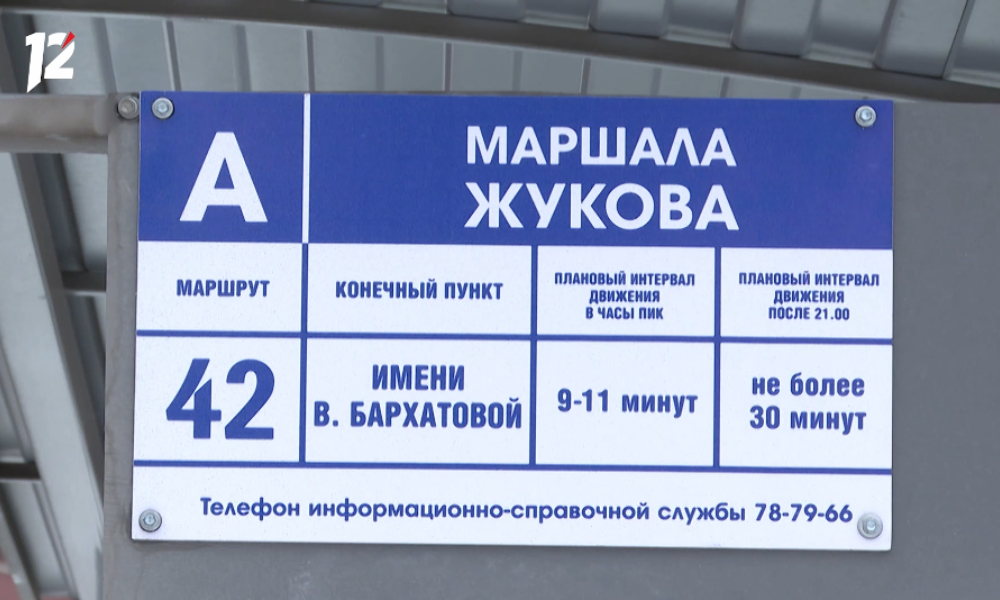 12
А
МАРШАЛА
ЖУКОВА
МАРШРУТ
КОНЕЧНЫЙ ПУНКТ
ПЛАНОВЫЙ ИНТЕРВАЛ
ДВИЖЕНИЯ
В ЧАСЫ ПИК
ПЛАНОВЫЙ ИНТЕРВАЛ
ДВИЖЕНИЯ
ПОСЛЕ 21.00
42
ИМЕНИ
В. БАРХАТОВОЙ
9-11 минут
не более
30 минут
Телефон информационно-справочной службы 78-79-66